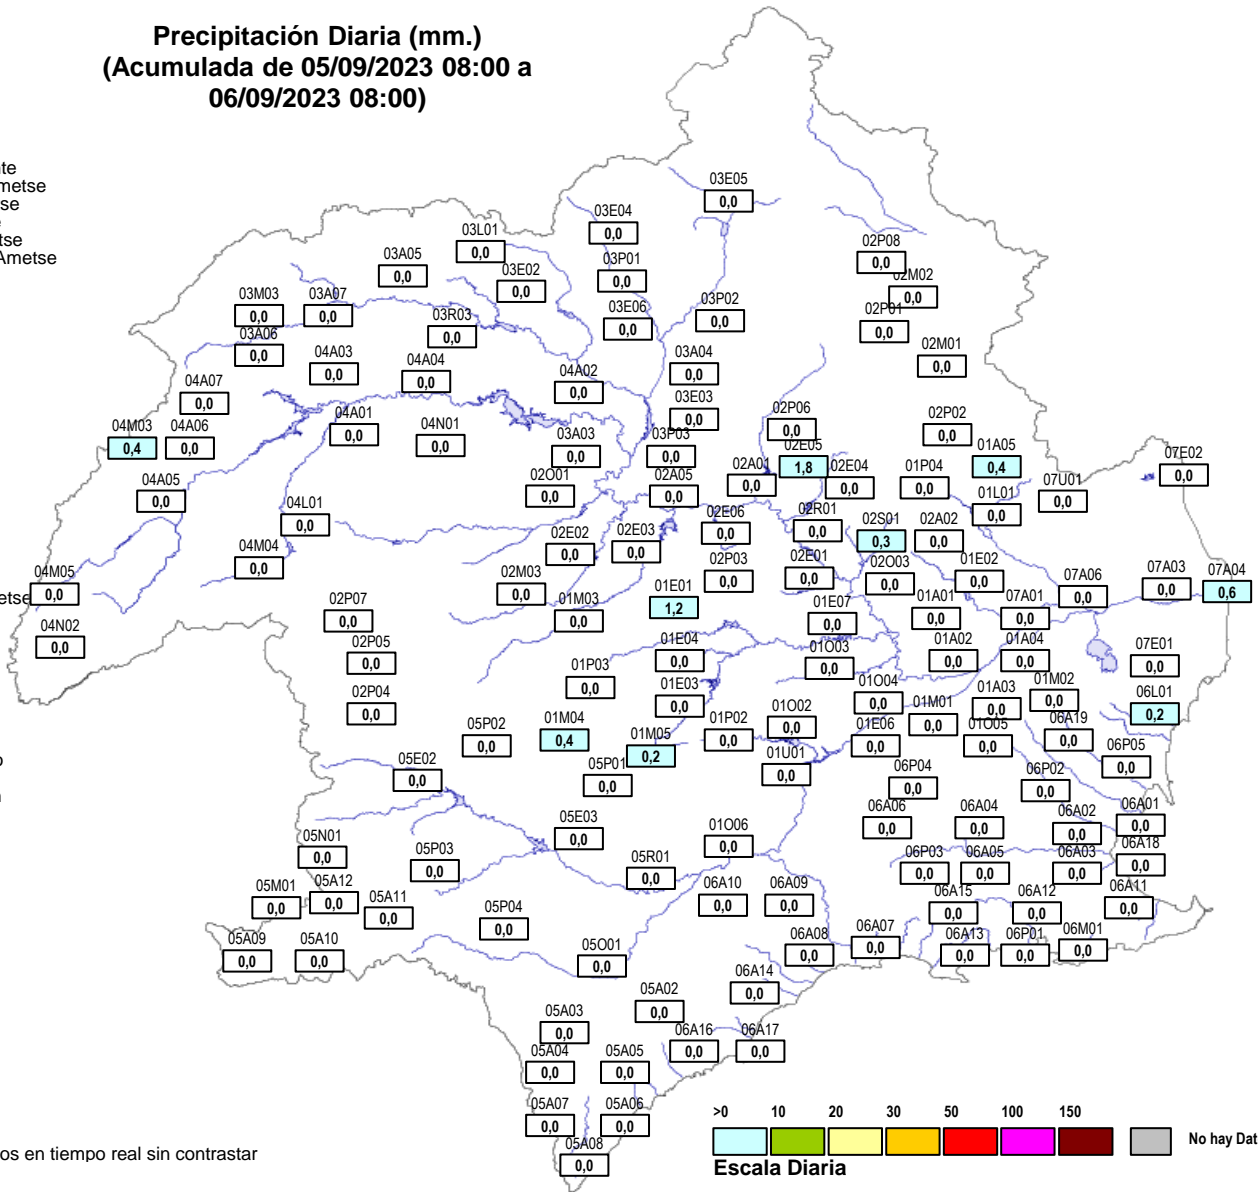 Precipitación Diaria (mm.)
(Acumulada de 05/09/2023 08:00 a
06/09/2023 08:00)
nte
metse
se
tse
Ametse
03E05
0,0
03E04
0,0
03L01
0,0
03A05
0,0
03P01
0,0
03E02
0,0
02P08
0,0
02M02
0,0
03M03
0,0
03A07
0,0
03R03
0,0
03E06
0,0
03P02
0,0
02P01
0,0
03A06
0,0
04A03
0,0
04A04
0,0
04A02
0,0
03A04
0,0
02M01
0,0
04A07
0,0
03E03
0,0
04M03
0,4
04A06
0,0
04A01
0,0
04N01
0,0
03A03
0,0
03P03
0,0
02P06
0,0
02E05
1,8
02P02
0,0
01A05
0,4
07E02
0,0
04A05
0,0
02O01
0,0
02A05
0,0
02A01
0,0
02E04
0,0
01P04
0,0
01L01
0,0
07U01
0,0
04L01
0,0
02E06
0,0
02R01
0,0
02S01
0,3
02A02
0,0
02E02
0,0
02E03
0,0
04M04
0,0
04M05
0,0
etse
02M03
0,0
02P03
0,0
02E01
0,0
02O03
0,0
01E02
0,0
07A06
0,0
07A03
0,0
07A04
0,6
02P07
0,0
01M03
0,0
01E01
1,2
01E07
0,0
01A01
0,0
07A01
0,0
04N02
0,0
02P05
0,0
01E04
0,0
01O03
0,0
01A02
0,0
01A04
0,0
07E01
0,0
01P03
0,0
01E03
0,0
02P04
0,0
01O04
0,0
01A03
0,0
01M02
0,0
06L01
0,2
05P02
0,0
01M04
0,4
01M05
0,2
01P02
0,0
01O02
0,0
01E06
0,0
01M01
0,0
01O05
0,0
06A19
0,0
06P05
0,0
05E02
0,0
05P01
0,0
01U01
0,0
06P04
0,0
06P02
0,0
05E03
0,0
01O06
0,0
06A06
0,0
06A04
0,0
06A02
0,0
06A01
0,0
05N01
0,0
05P03
0,0
05R01
0,0
06P03
0,0
06A05
0,0
06A03
0,0
06A18
0,0
05M01
0,0
05A12
0,0
05A11
0,0
06A10
0,0
06A09
0,0
06A15
0,0
06A12
0,0
06A11
0,0
05P04
0,0
05A09
0,0
05A10
0,0
05O01
0,0
06A08
0,0
06A07
0,0
06A13
0,0
06P01
0,0
06M01
0,0
06A14
0,0
05A02
0,0
05A03
0,0
06A16
0,0
06A17
0,0
05A04
0,0
05A05
0,0
05A07
0,0
05A06
0,0
05A08
0,0
>0 10 20 30 50 100 150
No hay Dat
Escala Diaria
os en tiempo real sin contrastar